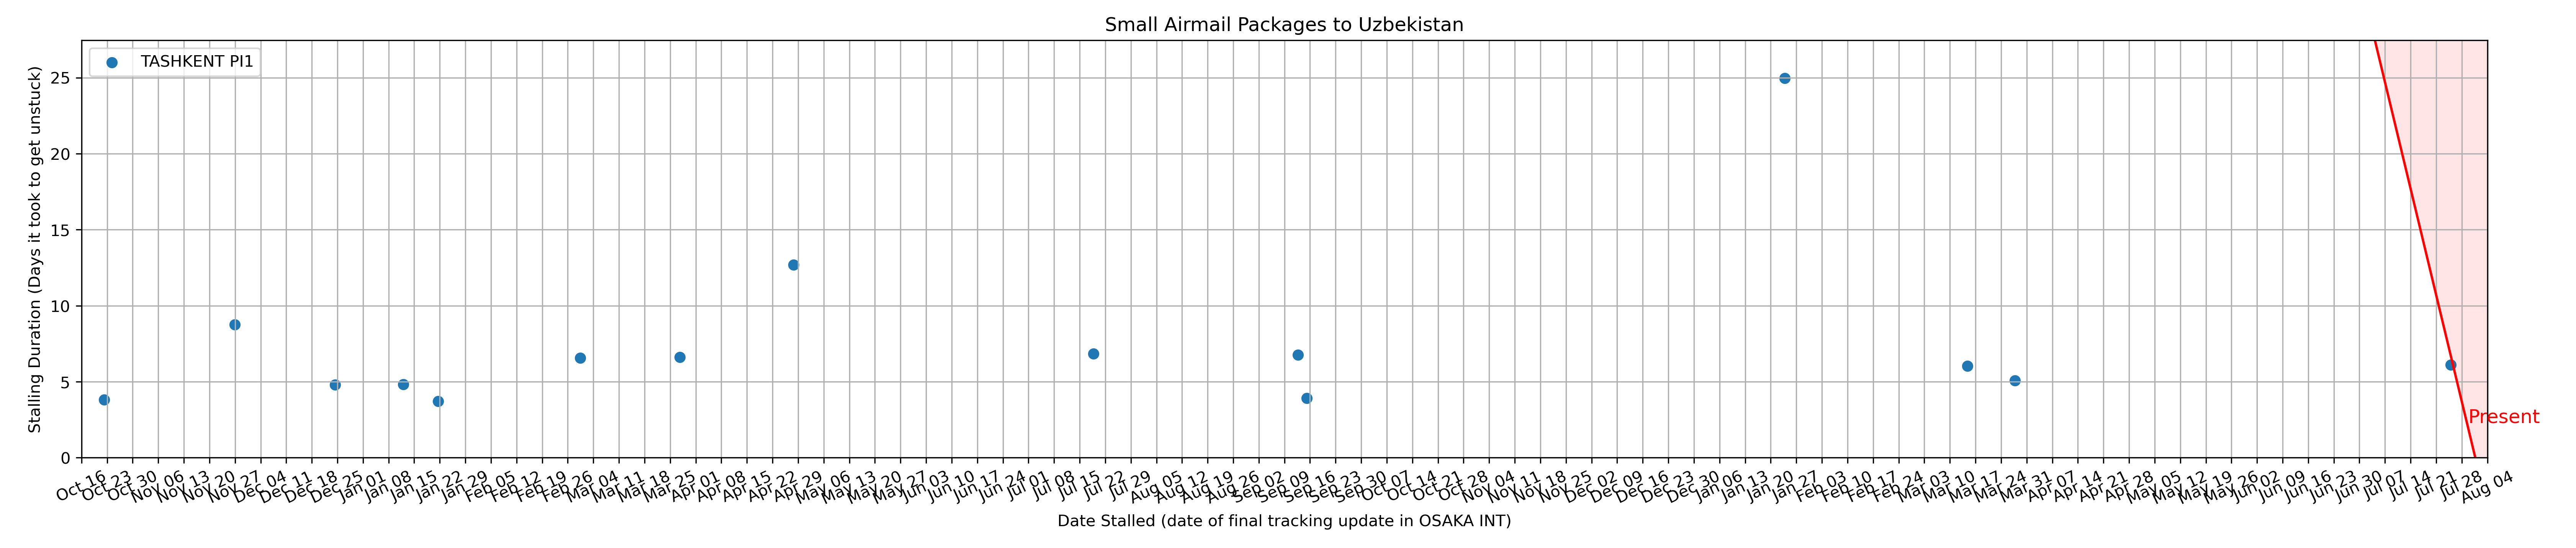 Small Airmail Packages to Uzbekistan
TASHKENT PI1
Stalling Duration (Days it took to get unstuck)
25
20
15
10
5
0
Present
Oct 16 Oct 23 Oct 30 Nov 06 Nov 13 Nov 20 Nov 27 Dec 04 Dec 11 Dec 18 Dec 25 Jan 01 Jan 08 Jan 15 Jan 22 Jan 29 Feb 05 Feb 12 Feb 19 Feb 26 Mar 04 Mar 11 Mar 18 Mar 25 Apr 01 Apr 08 Apr 15 Apr 22 Apr 29 May 06 May 13 May 20 May 27 Jun 03 Jun 10 Jun 17 Jun 24 Jul 01 Jul 08 Jul 15 Jul 22 Jul 29 Aug 05 Aug 12 Aug 19 Aug 26 Sep 02 Sep 09 Sep 16 Sep 23 Sep 30 Oct 07 Oct 14 Oct 21 Oct 28 Nov 04 Nov 11 Nov 18 Nov 25 Dec 02 Dec 09 Dec 16 Dec 23 Dec 30 Jan 06 Jan 13 Jan 20 Jan 27 Feb 03 Feb 10 Feb 17 Feb 24 Mar 03 Mar 10 Mar 17 Mar 24 Mar 31 Apr 07 Apr 14 Apr 21 Apr 28 May 05 May 12 May 19 May 26 Jun 02 Jun 09 Jun 16 Jun 23 Jun 30 Jul 07 Jul 14 Jul 21 Jul 28 Aug 04
Date Stalled (date of final tracking update in OSAKA INT)